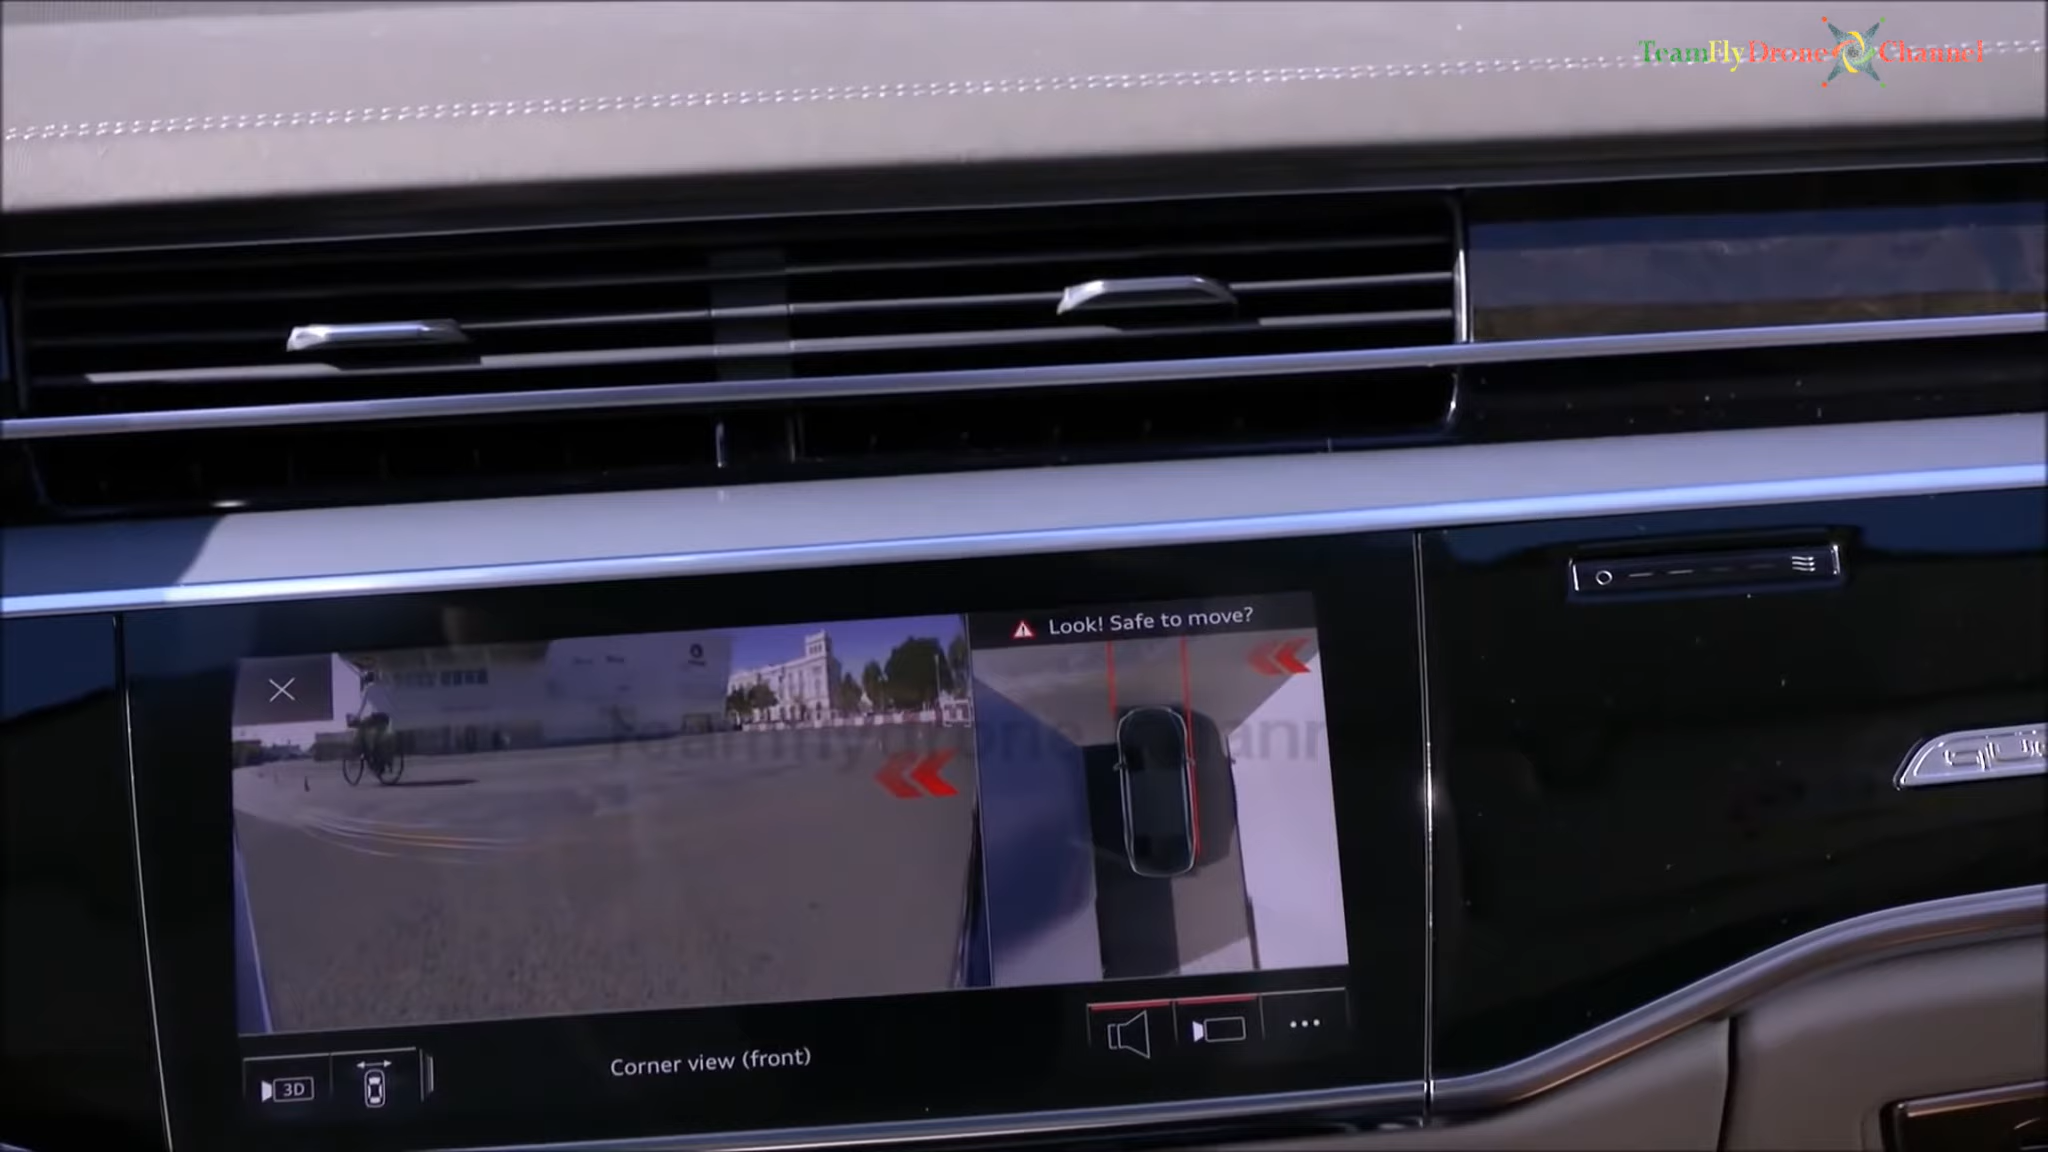 TeamFlyDrone Channel
Look! Safe to move?
Corner view (front)
3D